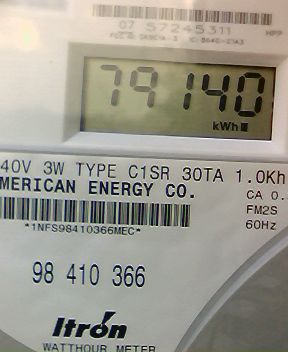 07 57245311 HPP
79140
kWh
40V 3W TYPE C1SR 30TA 1.0Kh
MERICAN ENERGY CO.
CA 0.
FM2S
60Hz
*1NFS98410366MEC*
98 410 366
Itron
WATTHOUR METER